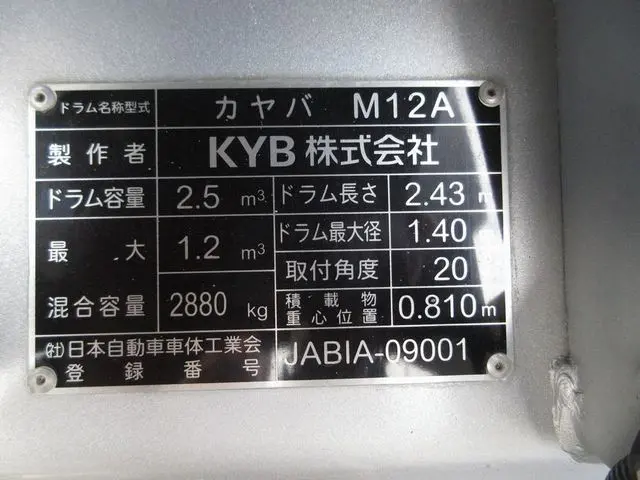 ドラム名称型式 カヤバ M12A
製作者 KYB株式会社
ドラム容量 2.5 m³ ドラム長さ 2.43 m
最大 1.2 m³ ドラム最大径 1.40
取付角度 20
混合容量 2880 kg 積載物重心位置 0.810m
(社)日本自動車車体工業会 JABIA-09001
登録番号